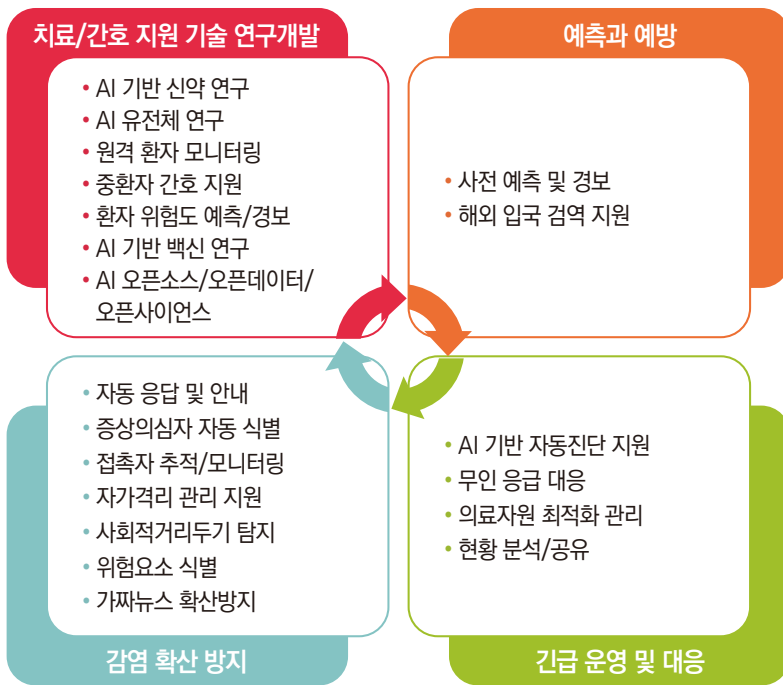 치료/간호 지원 기술 연구개발
• AI 기반 신약 연구
• AI 유전체 연구
• 원격 환자 모니터링
• 중환자 간호 지원
• 환자 위험도 예측/경보
• AI 기반 백신 연구
• AI 오픈소스/오픈데이터/
오픈사이언스
예측과 예방
• 사전 예측 및 경보
• 해외 입국 검역 지원
• 자동 응답 및 안내
• 증상의심자 자동 식별
• 접촉자 추적/모니터링
• 자가격리 관리 지원
• 사회적거리두기 탐지
• 위험요소 식별
• 가짜뉴스 확산방지
감염 확산 방지
• AI 기반 자동진단 지원
• 무인 응급 대응
• 의료자원 최적화 관리
• 현황 분석/공유
긴급 운영 및 대응